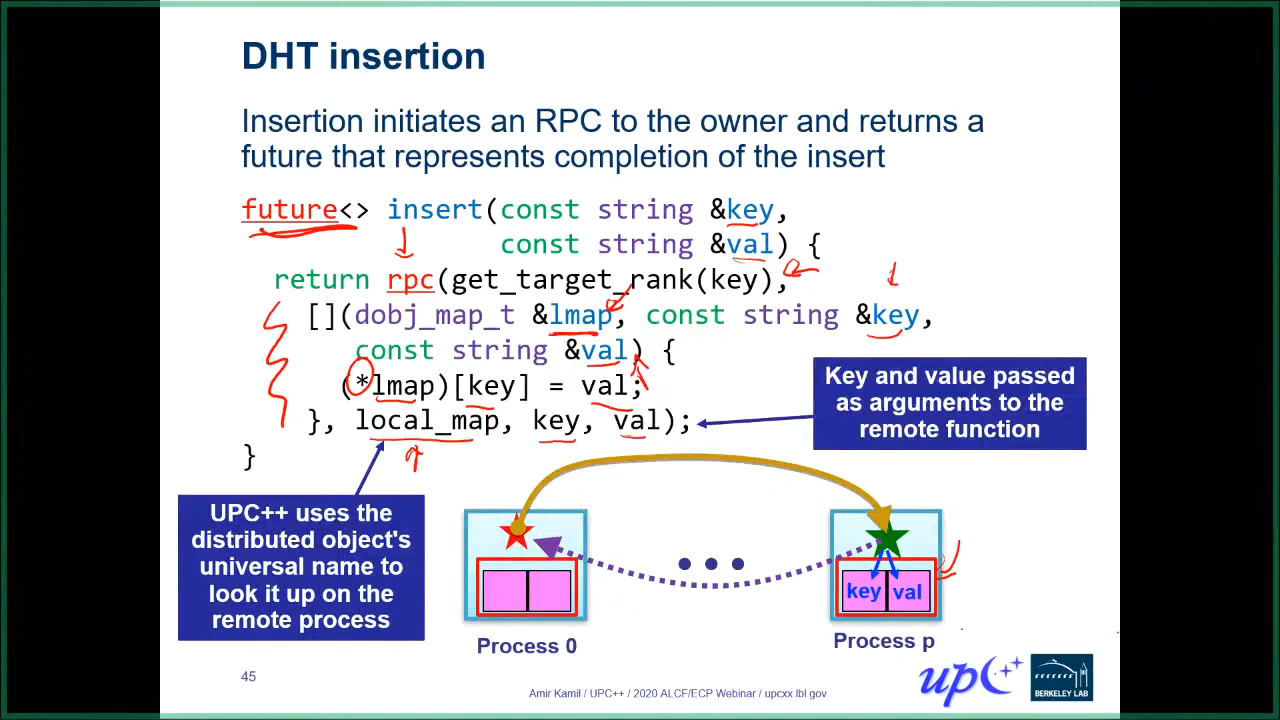 DHT insertion
Insertion initiates an RPC to the owner and returns a
future that represents completion of the insert
future<> insert(const string &key,
const string &val) {
return rpc(get_target_rank(key),
[](dobj_map_t &lmap, const string &key,
const string &val) {
(*lmap)[key] = val;
}, local_map, key, val);
}
Key and value passed
as arguments to the
remote function
UPC++ uses the
distributed object's
universal name to
look it up on the
remote process
key val
Process 0
Process p
45
Amir Kamil / UPC++ / 2020 ALCF/ECP Webinar / upcxx.lbl.gov
upc++
BERKELEY LAB